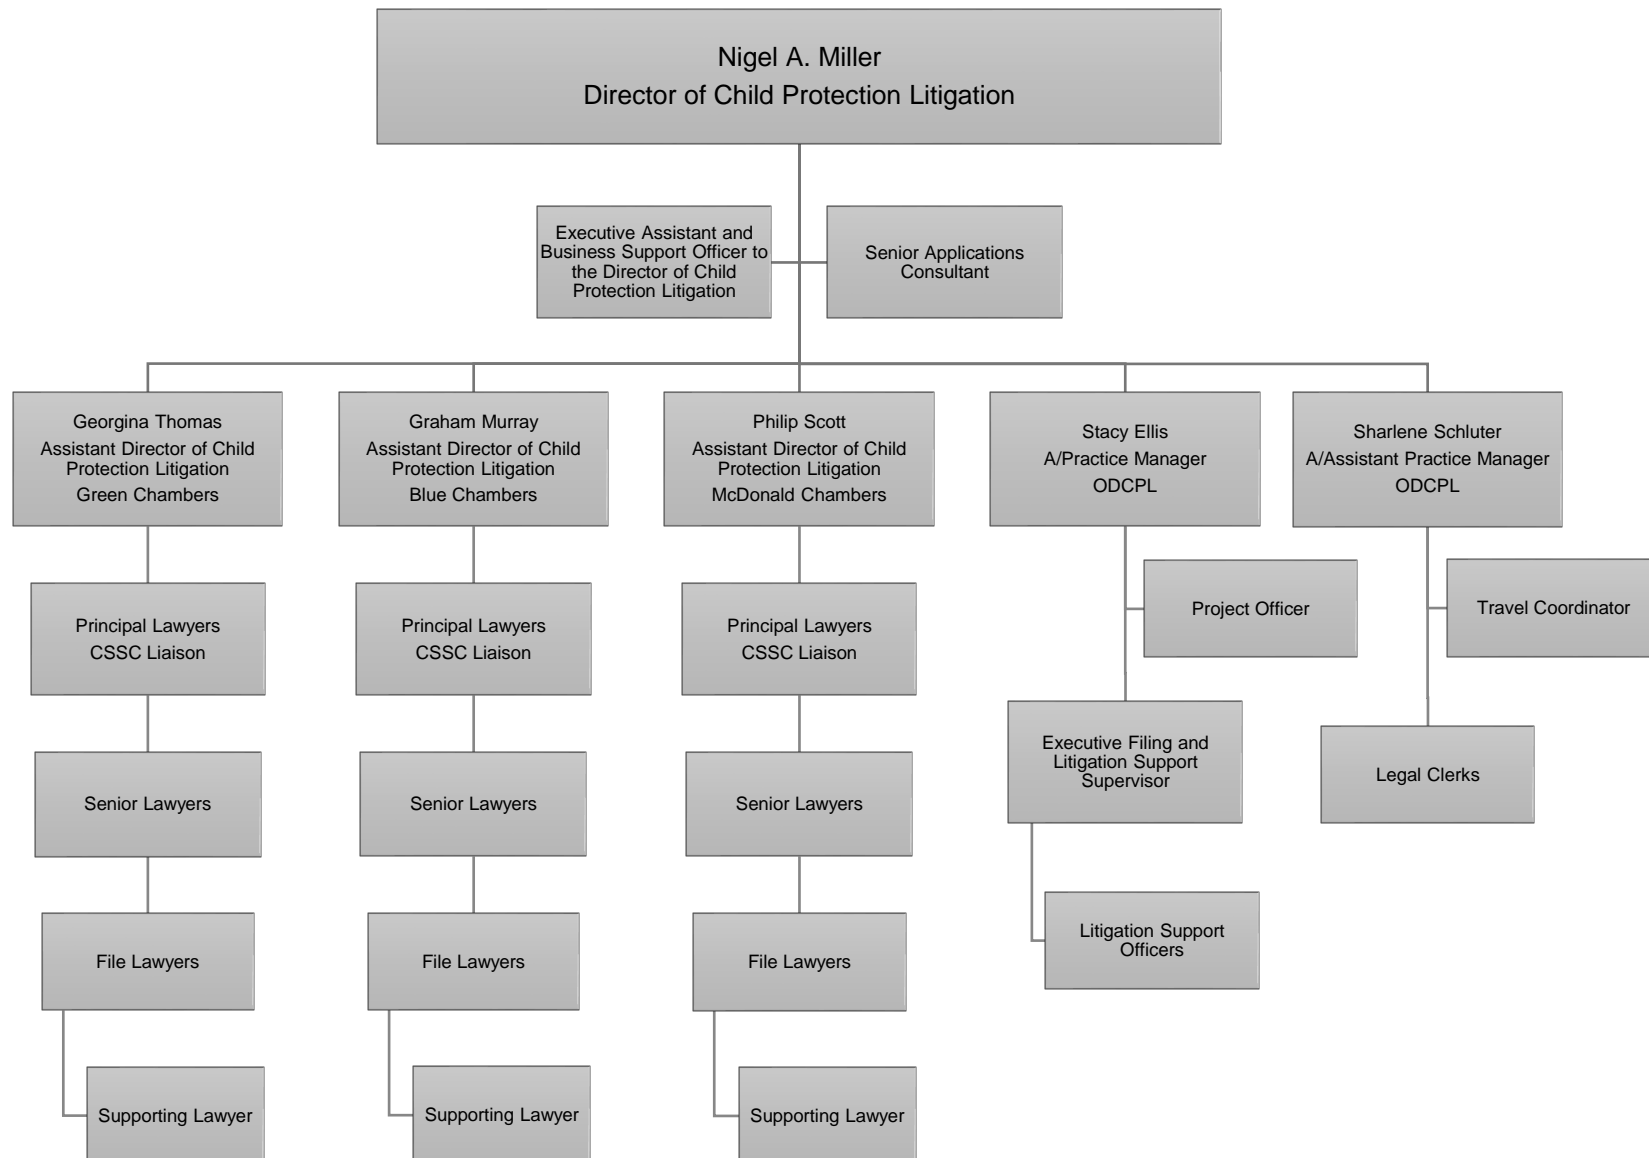 Nigel A. Miller
Director of Child Protection Litigation
Executive Assistant and
Business Support Officer to
the Director of Child
Protection Litigation
Senior Applications
Consultant
Georgina Thomas
Assistant Director of Child
Protection Litigation
Green Chambers
Graham Murray
Assistant Director of Child
Protection Litigation
Blue Chambers
Philip Scott
Assistant Director of Child
Protection Litigation
McDonald Chambers
Stacy Ellis
A/Practice Manager
ODCPL
Sharlene Schluter
A/Assistant Practice Manager
ODCPL
Principal Lawyers
CSSC Liaison
Principal Lawyers
CSSC Liaison
Principal Lawyers
CSSC Liaison
Project Officer
Travel Coordinator
Senior Lawyers
Senior Lawyers
Senior Lawyers
Executive Filing and
Litigation Support
Supervisor
Legal Clerks
File Lawyers
File Lawyers
File Lawyers
Litigation Support
Officers
Supporting Lawyer
Supporting Lawyer
Supporting Lawyer